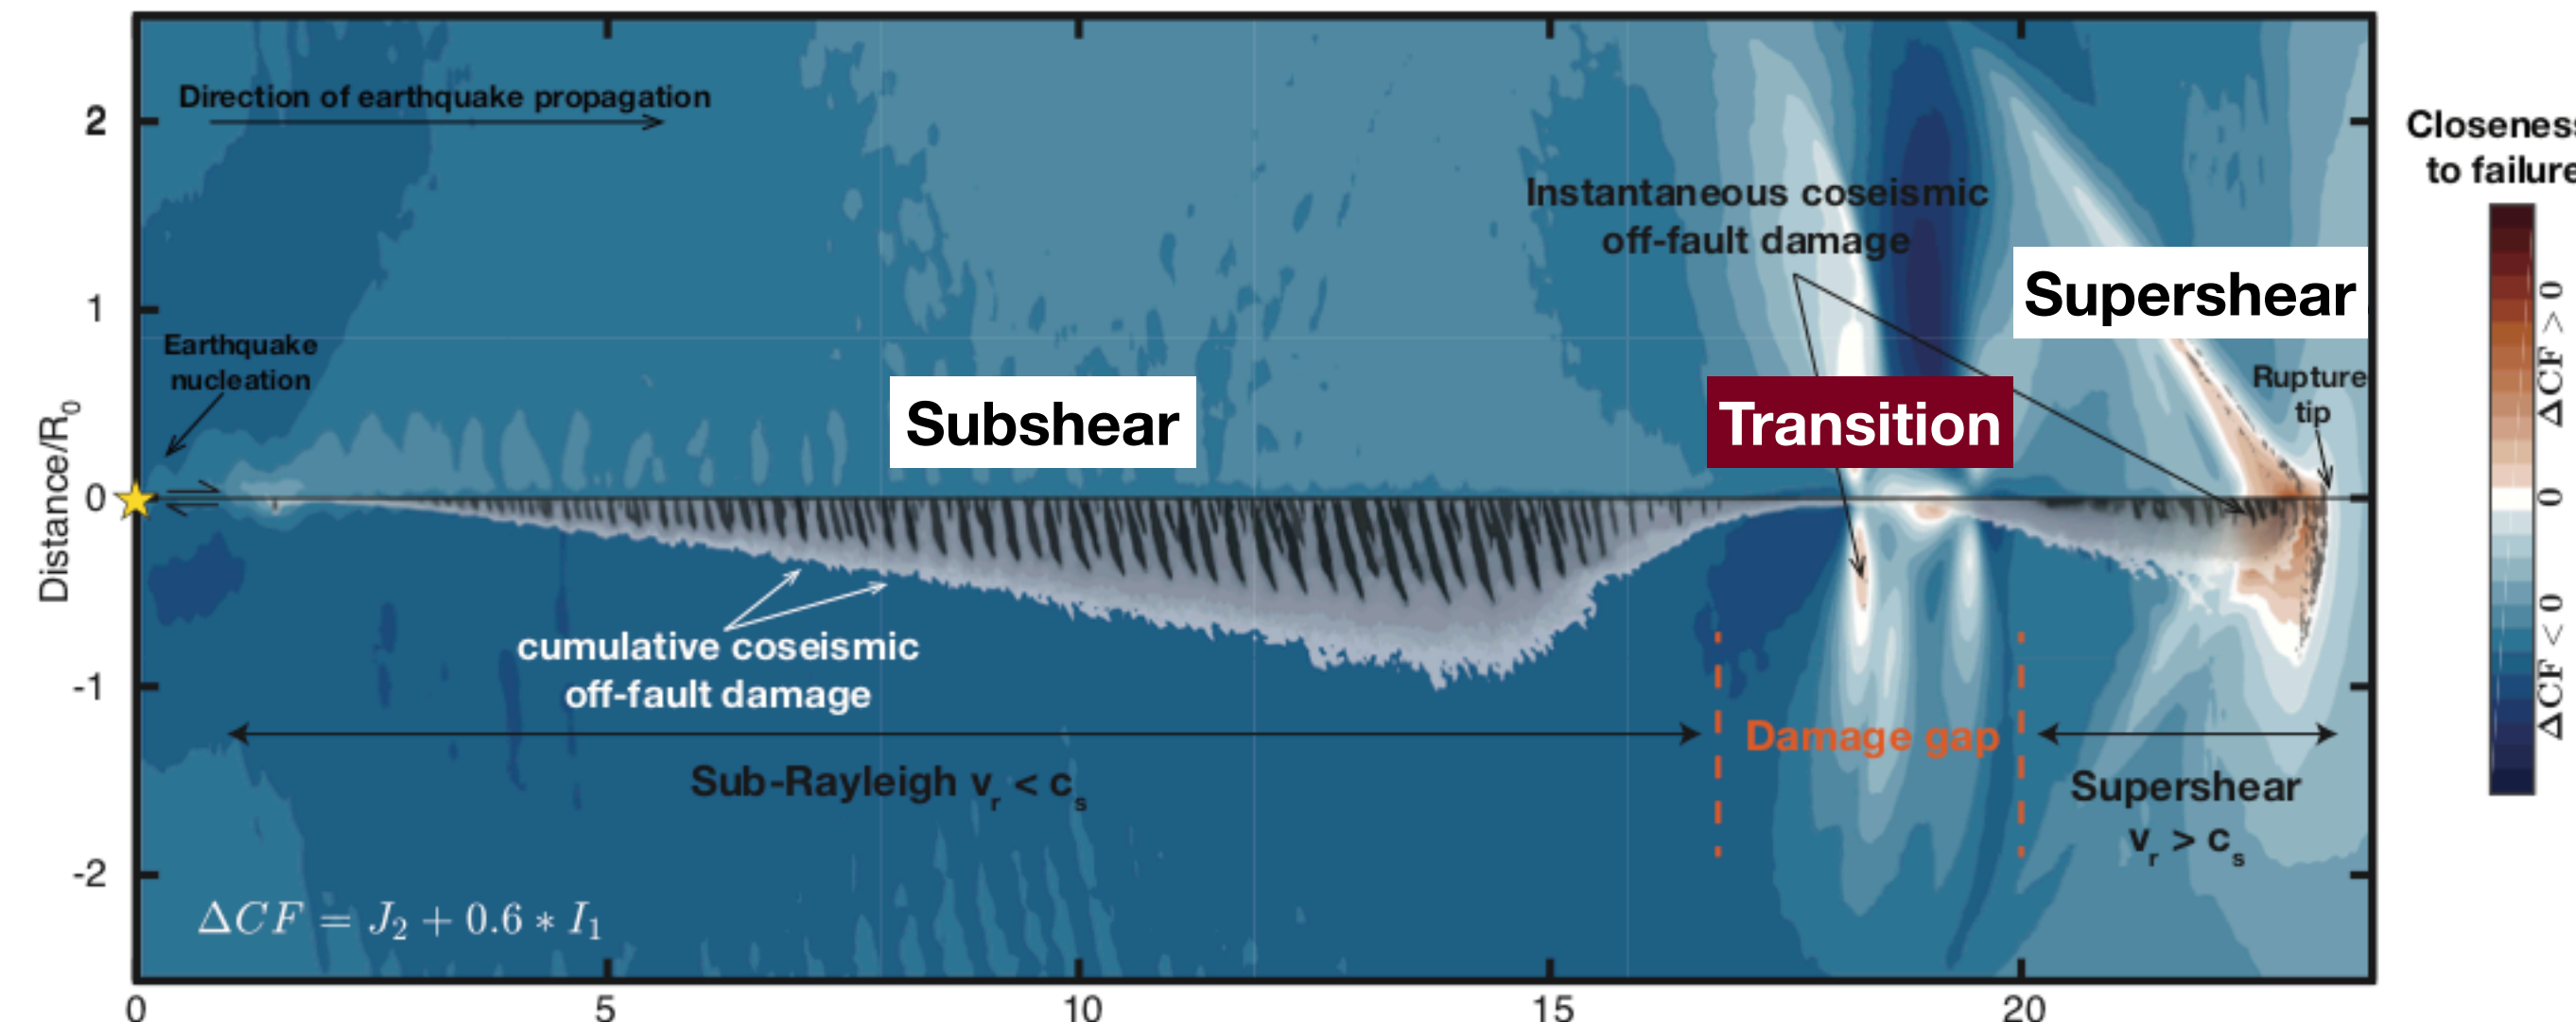 Direction of earthquake propagation
Earthquake
nucleation
Subshear
Instantaneous coseismic
off-fault damage
Transition
Supershear
Rupture
tip
cumulative coseismic
off-fault damage
Sub-Rayleigh vr < cs
Damage gap
Supershear
vr > cs
ΔCF = J2 + 0.6 * I1
Distance/R0
2
1
0
-1
-2
0
5
10
15
20
Closeness
to failure
ΔCF > 0
0
ΔCF < 0